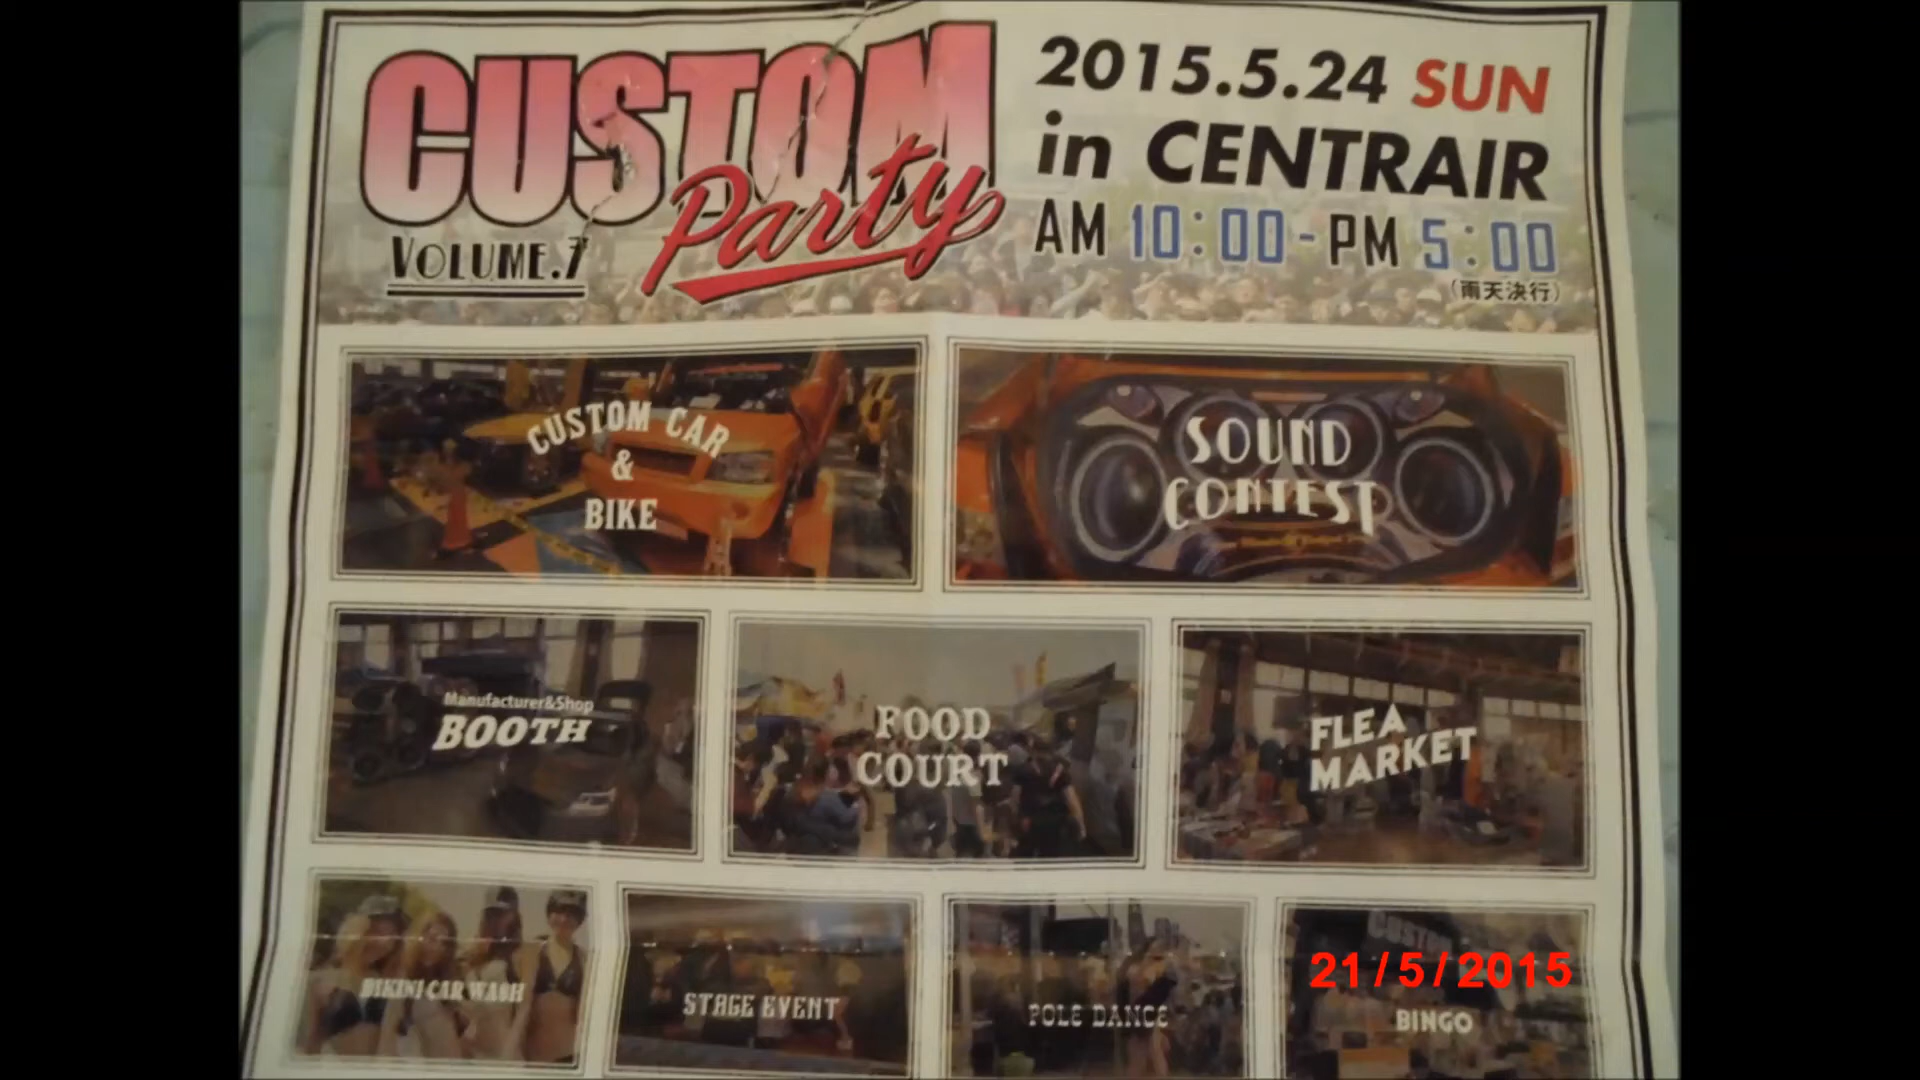 CUSTOM
Party
VOLUME.7
2015.5.24 SUN
in CENTRAIR
AM 10:00-PM 5:00
(雨天決行)
CUSTOM CAR
&
BIKE
SOUND
CONTEST
Manufacturer&Shop
BOOTH
FOOD
COURT
FLEA
MARKET
BIKINI CAR WASH
STAGE EVENT
POLE DANCE
CUSTOM
BINGO
21/5/2015